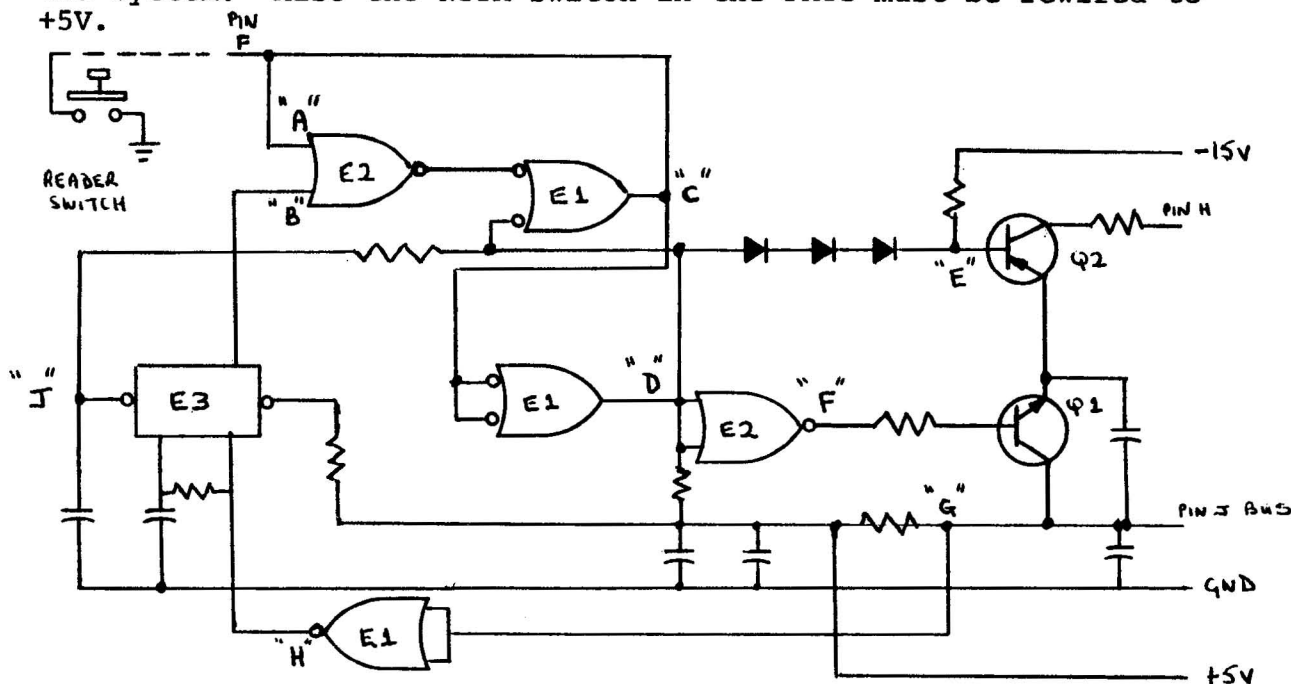 +5V.
PIN
F
READER
SWITCH
"A"
"B"
E2
E1
"C"
-15V
PIN H
"E"
Q2
"J"
E3
E1
"D"
E2
"F"
Q1
"G"
PIN J BUS
GND
"H"
E1
+5V